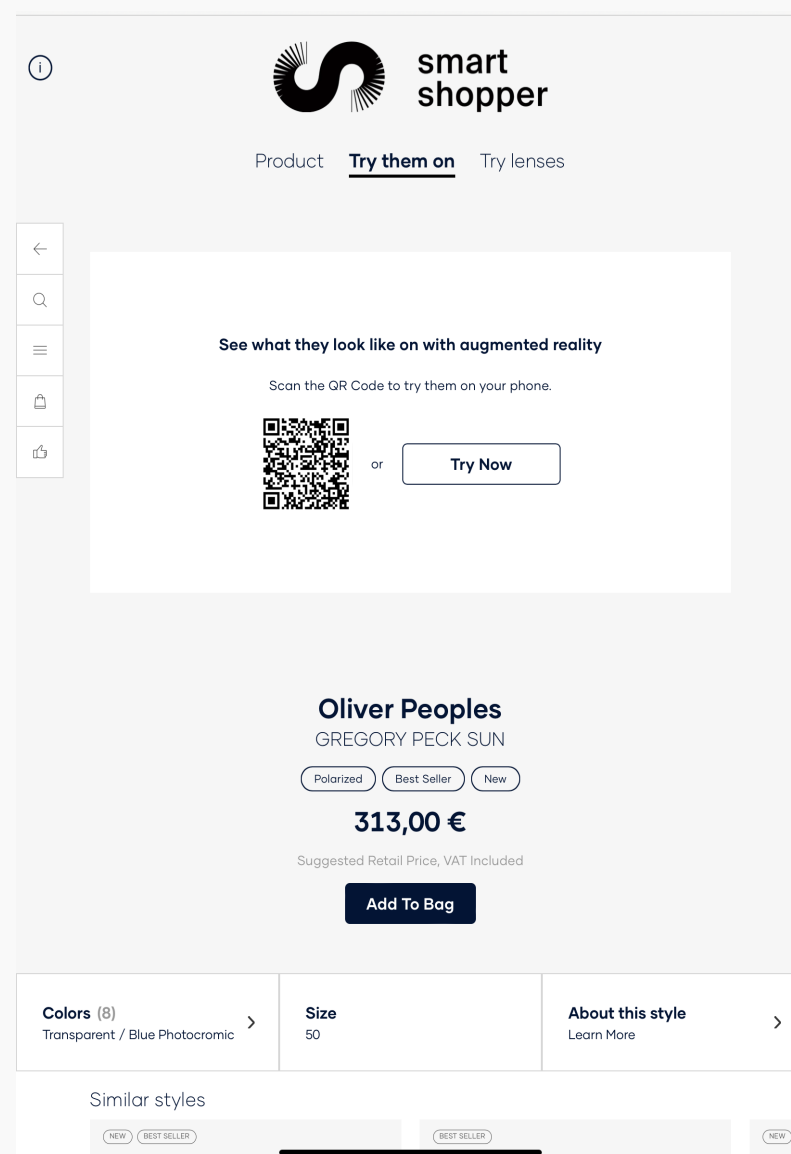 i
smart
shopper
Product Try them on Try lenses
See what they look like on with augmented reality
Scan the QR Code to try them on your phone.
or Try Now
Oliver Peoples
GREGORY PECK SUN
Polarized Best Seller New
313,00 €
Suggested Retail Price, VAT Included
Add To Bag
Colors (8) Size About this style
Transparent / Blue Photocromic 50 Learn More
Similar styles
NEW BEST SELLER BEST SELLER NEW